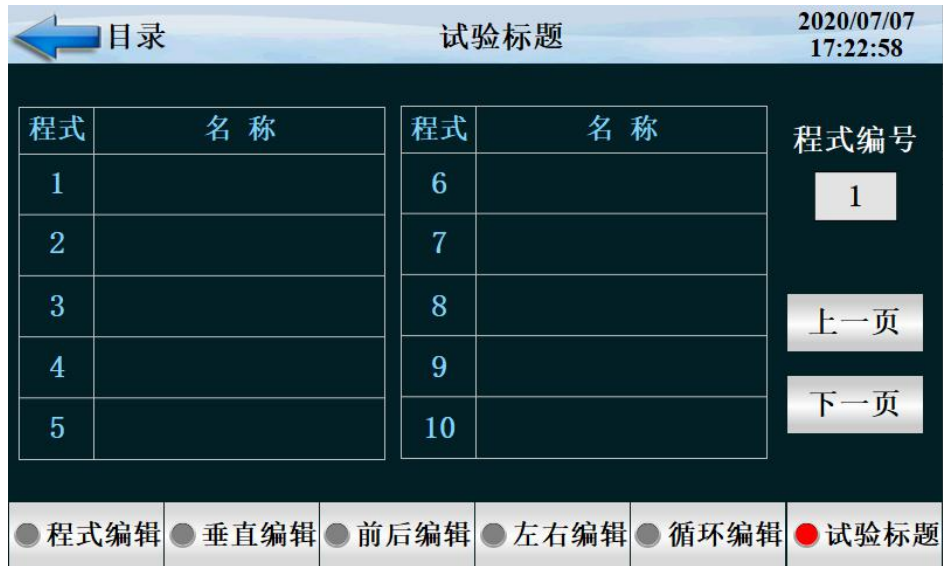 目录
试验标题
2020/07/07
17:22:58
程式 名 称 程式 名 称
1 6
2 7
3 8
4 9
5 10
程式编号
1
上一页
下一页
程式编辑 垂直编辑 前后编辑 左右编辑 循环编辑 试验标题